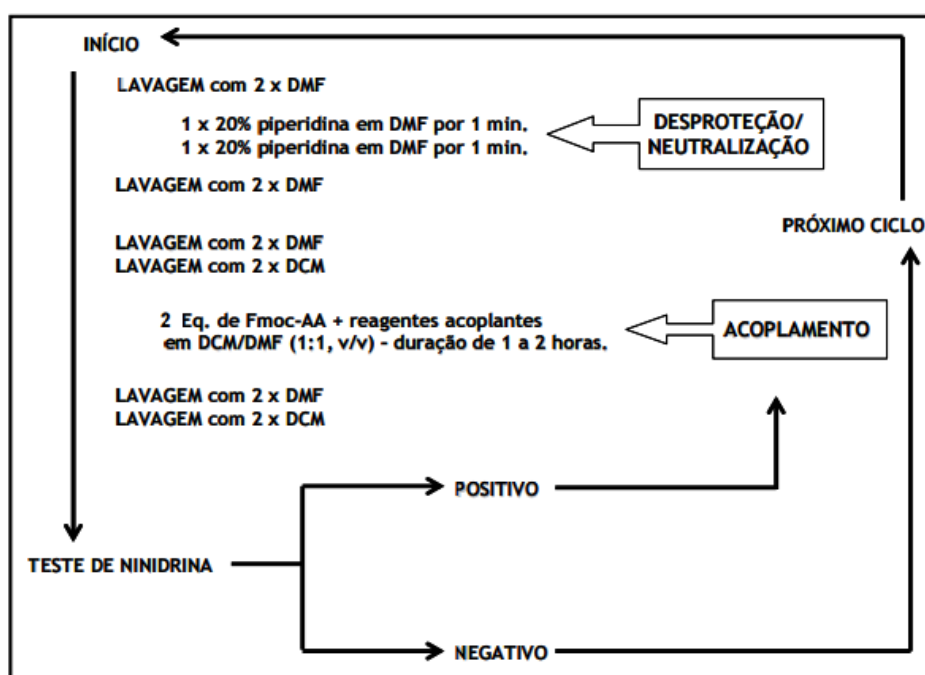 INÍCIO
LAVAGEM com 2 x DMF
1 x 20% piperidina em DMF por 1 min.
1 x 20% piperidina em DMF por 1 min.
DESPROTEÇÃO/
NEUTRALIZAÇÃO
LAVAGEM com 2 x DMF
PRÓXIMO CICLO
LAVAGEM com 2 x DMF
LAVAGEM com 2 x DCM
2 Eq. de Fmoc-AA + reagentes acoplantes
em DCM/DMF (1:1, v/v) - duração de 1 a 2 horas.
ACOPLAMENTO
LAVAGEM com 2 x DMF
LAVAGEM com 2 x DCM
POSITIVO
TESTE DE NINIDRINA
NEGATIVO